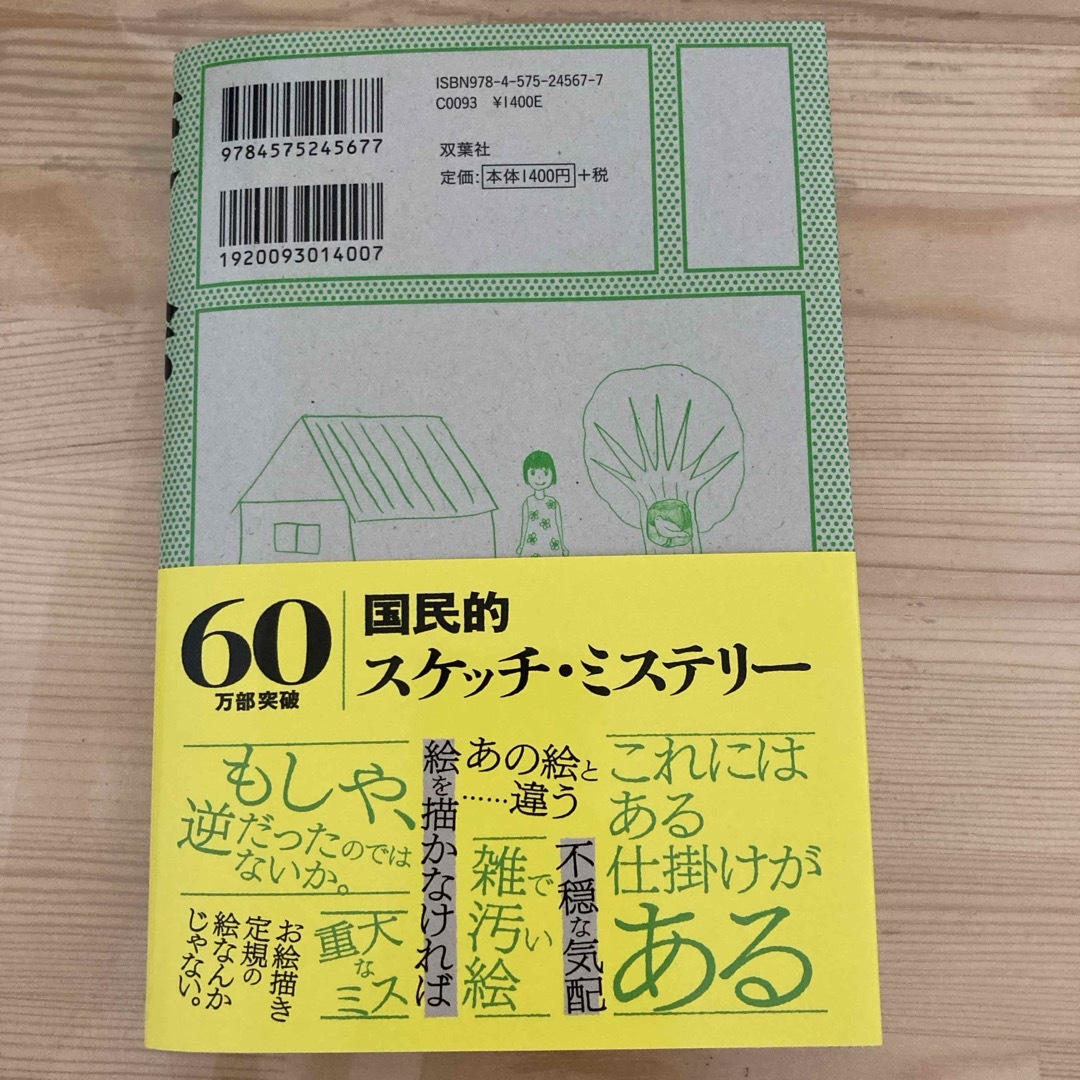 ISBN978-4-575-24567-7
C0093 ¥1400E
9784575245677
双葉社
定価:本体1400円+税
1920093014007
60
万部突破
国民的
スケッチ・ミステリー
これには
ある
仕掛けが
ある
あの絵と
……違う
不穏な気配
雑で
汚い
絵
絵を描かなければ
もしや、
逆だったのでは
ないか。
重大な
ミス
お絵描き
定規の
絵なんか
じゃない。